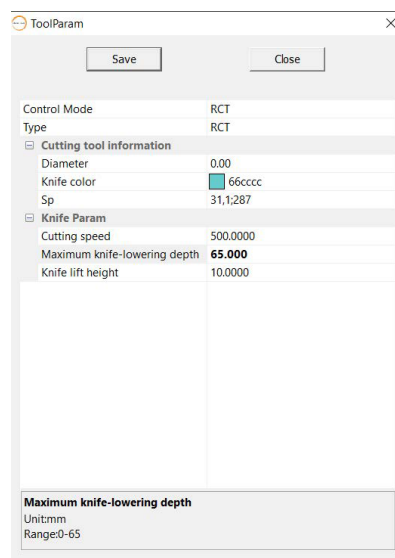 ToolParam
Save Close
Control Mode RCT
Type RCT
Cutting tool information
Diameter 0.00
Knife color 66cccc
Sp 31,1;287
Knife Param
Cutting speed 500.0000
Maximum knife-lowering depth 65.000
Knife lift height 10.0000
Maximum knife-lowering depth
Unit:mm
Range:0-65